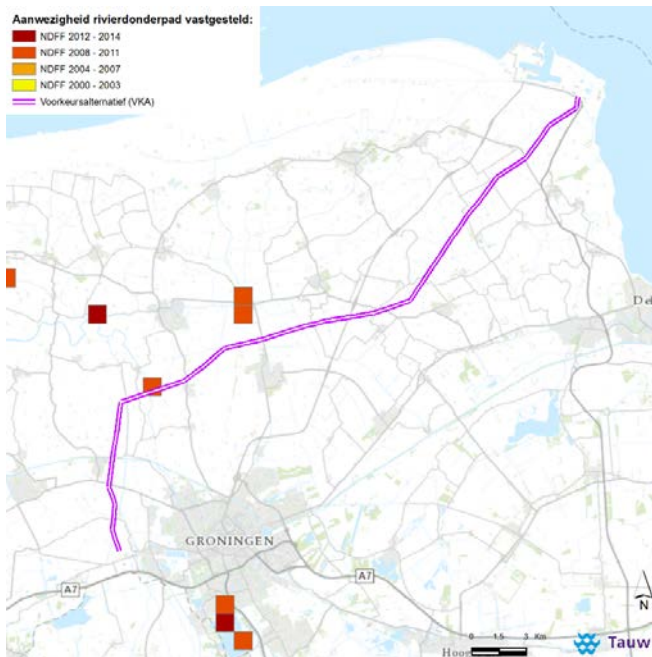 Aanwezigheid rivierdonderpad vastgesteld:
NDFF 2012 - 2014
NDFF 2008 - 2011
NDFF 2004 - 2007
NDFF 2000 - 2003
Voorkeursalternatief (VKA)
GRONINGEN
A7
A7
N
0 1.5 3 Km
Tauw